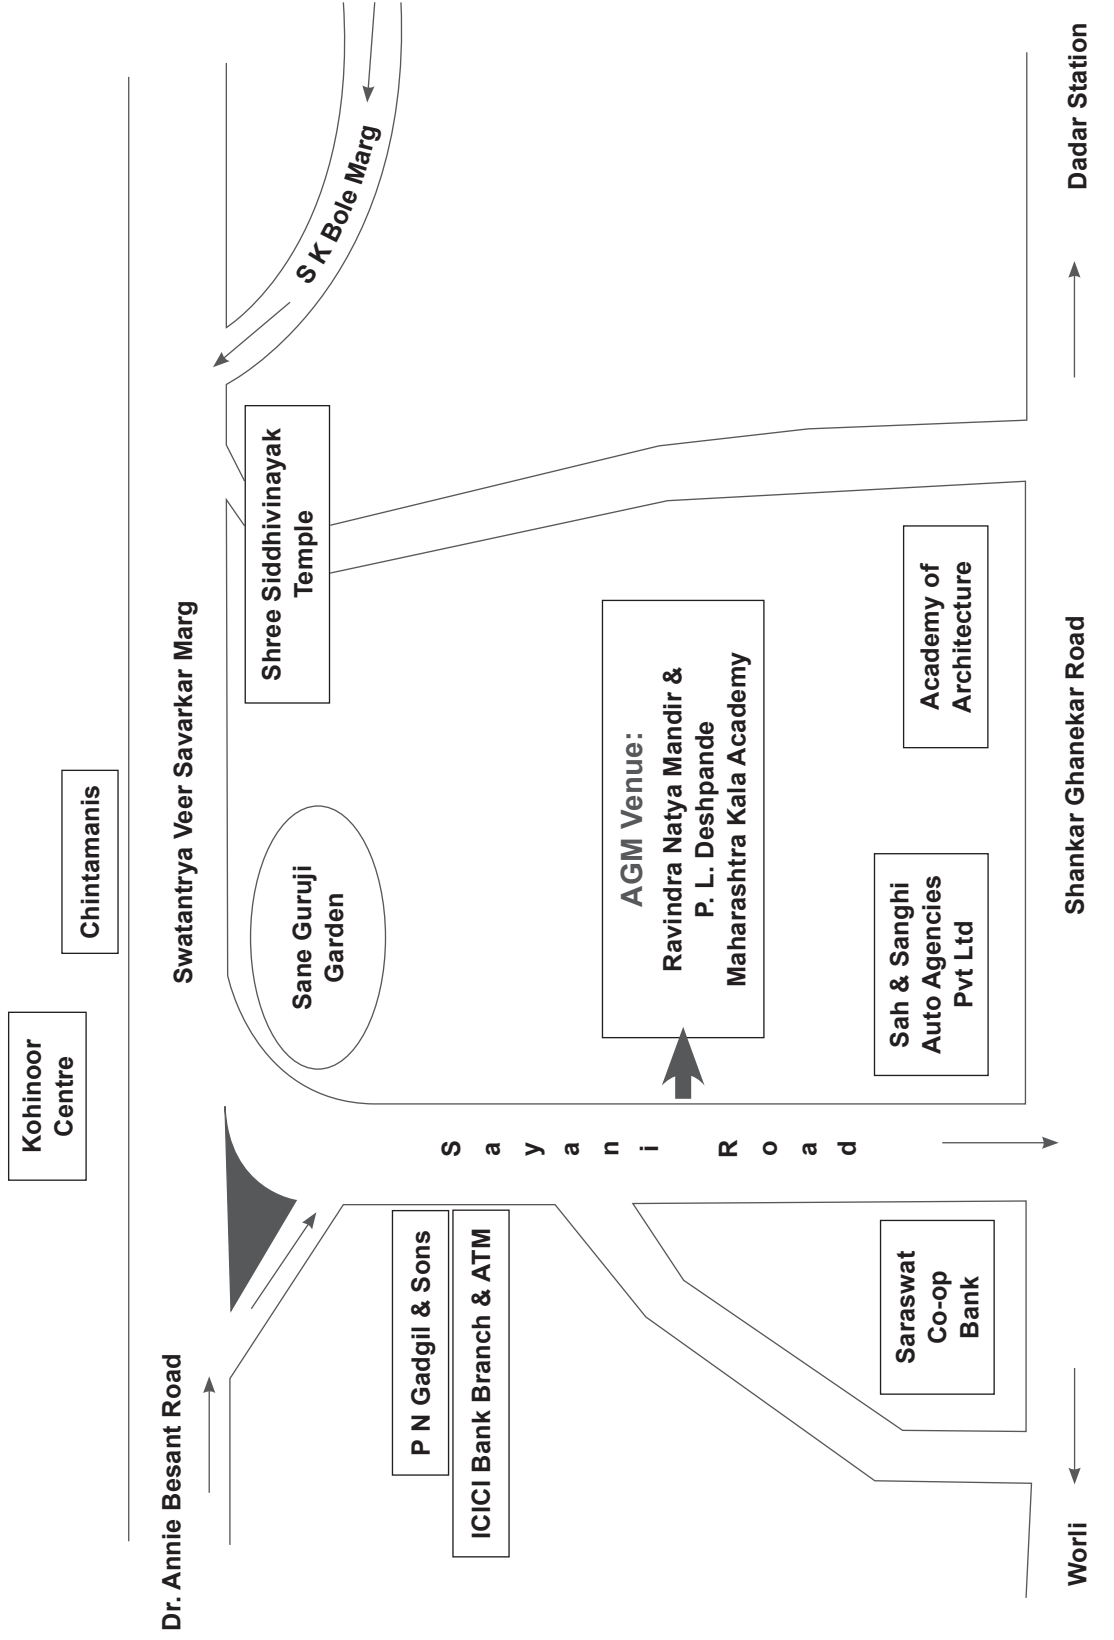 Kohinoor
Centre
Chintamanis
Dr. Annie Besant Road
Swatantrya Veer Savarkar Marg
S K Bole Marg
Shree Siddhivinayak
Temple
Sane Guruji
Garden
P N Gadgil & Sons
ICICI Bank Branch & ATM
Sayani Road
AGM Venue:
Ravindra Natya Mandir &
P. L. Deshpande
Maharashtra Kala Academy
Saraswat
Co-op
Bank
Sah & Sanghi
Auto Agencies
Pvt Ltd
Academy of
Architecture
Worli
Shankar Ghanekar Road
Dadar Station